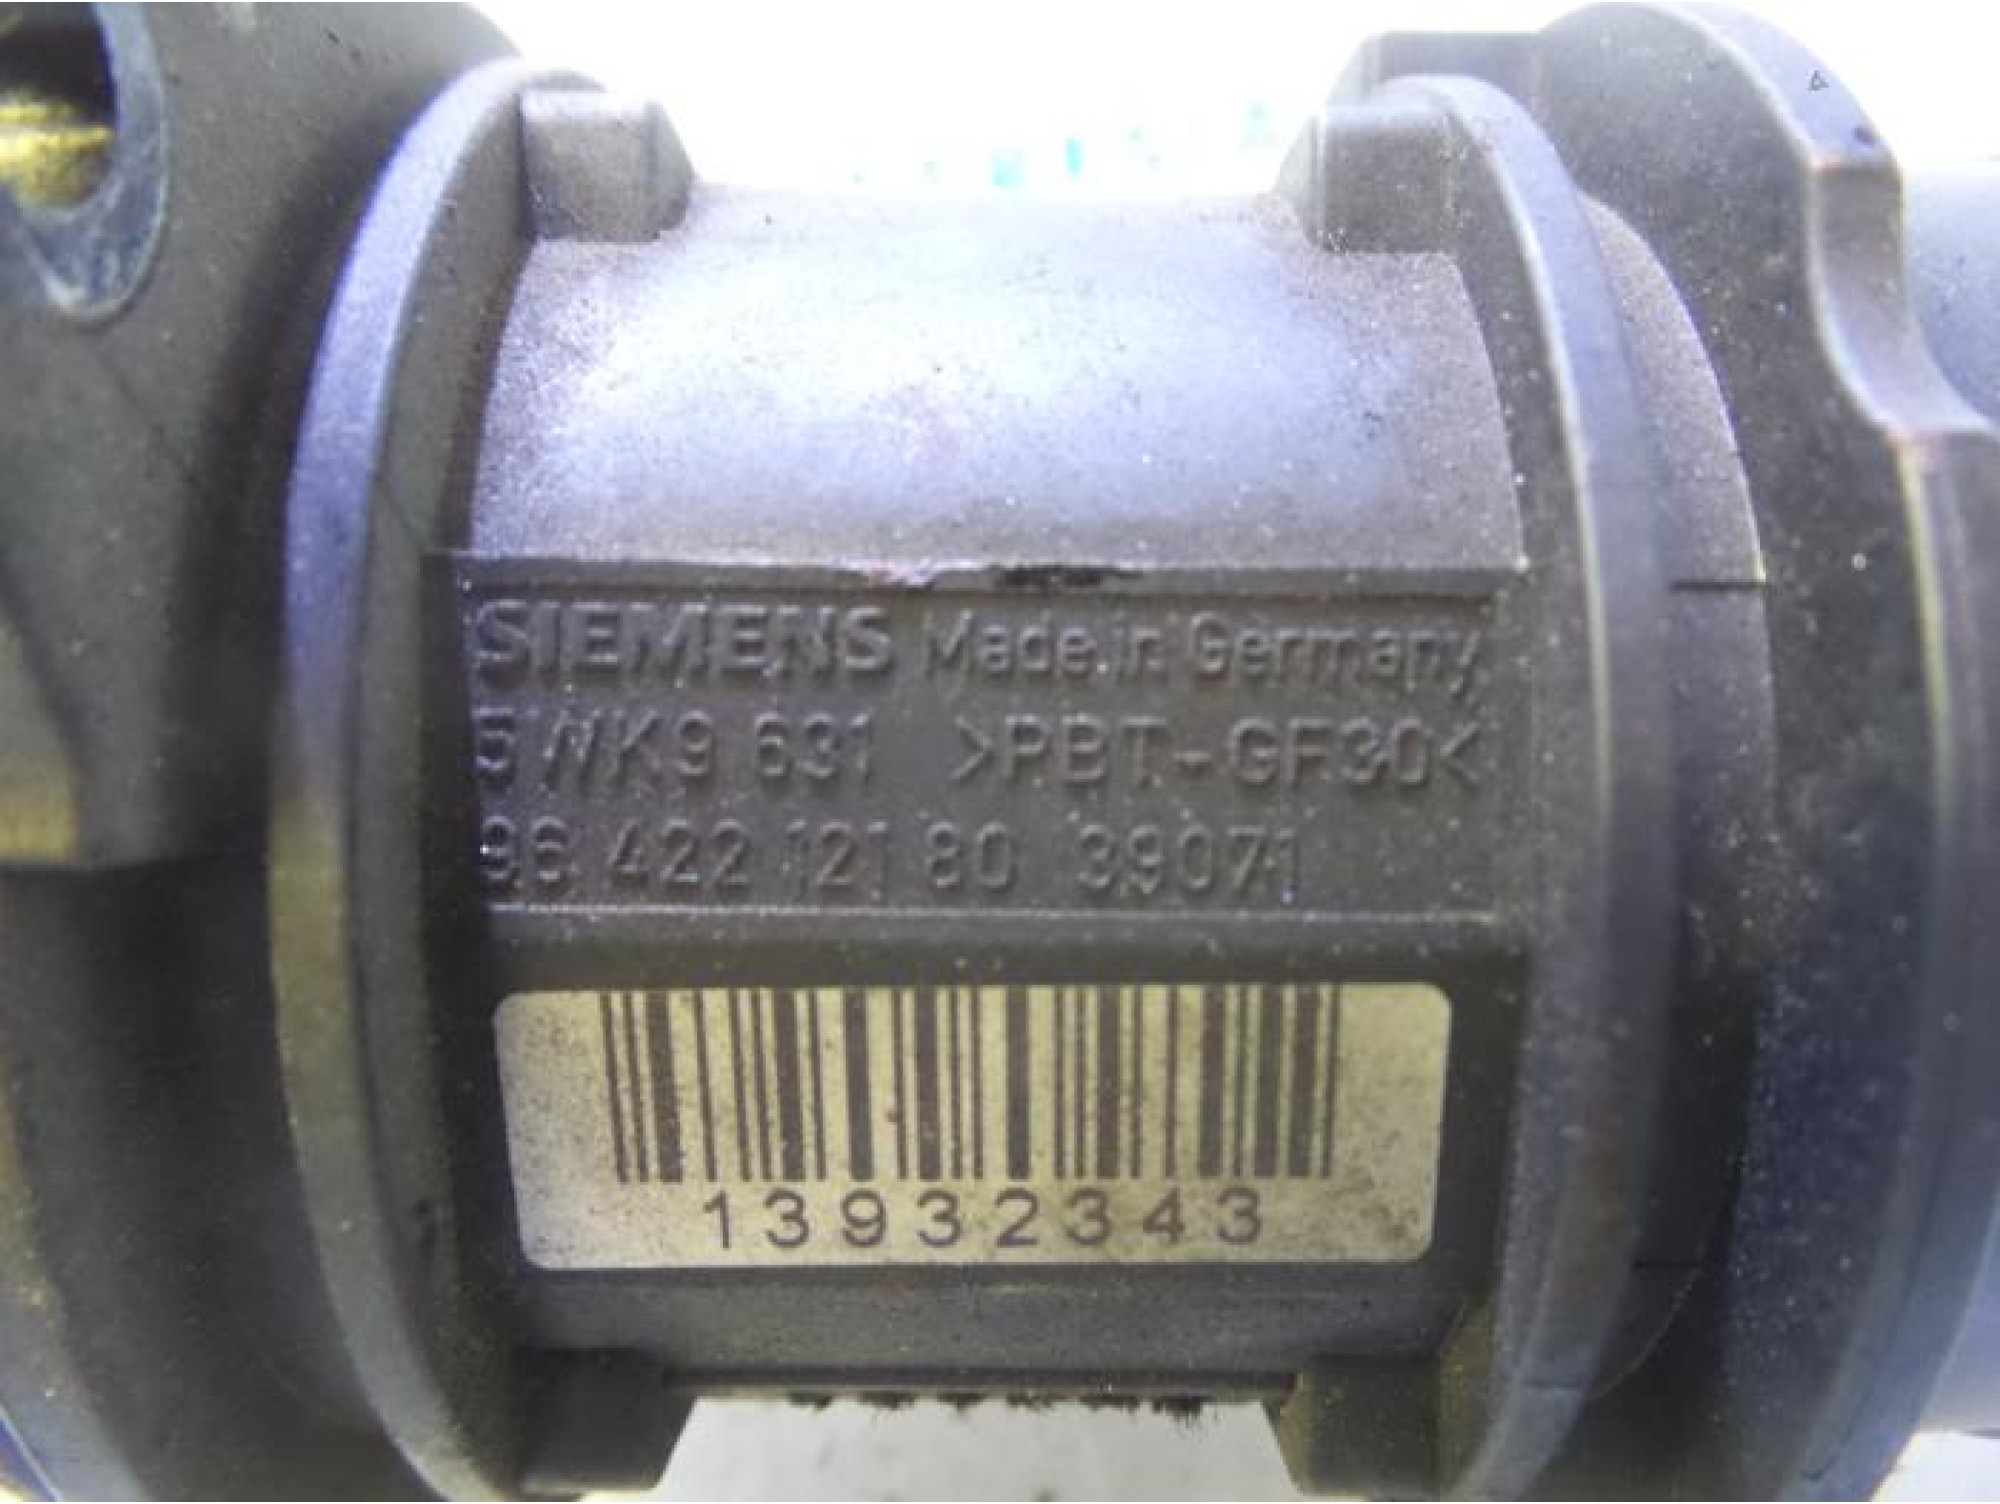 SIEMENS Made in Germany
5WK9 631 >PBT-GF30<
96 422 121 80 39071
13932343